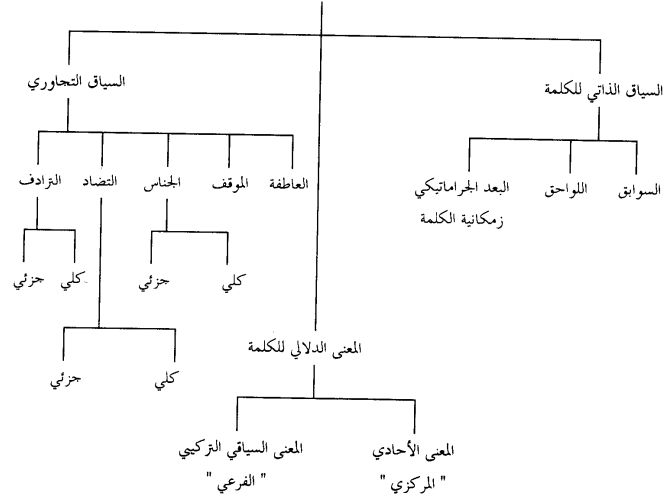 السياق الذاتي للكلمة
السياق التجاوري
السوابق
اللواحق
البعد الجراماتيكي
زمكانية الكلمة
العاطفة
الموقف
الجناس
التضاد
الترادف
كلي
جزئي
كلي
جزئي
كلي
جزئي
المعنى الدلالي للكلمة
المعنى الأحادي
" المركزي "
المعنى السياقي التركيبي
" الفرعي "